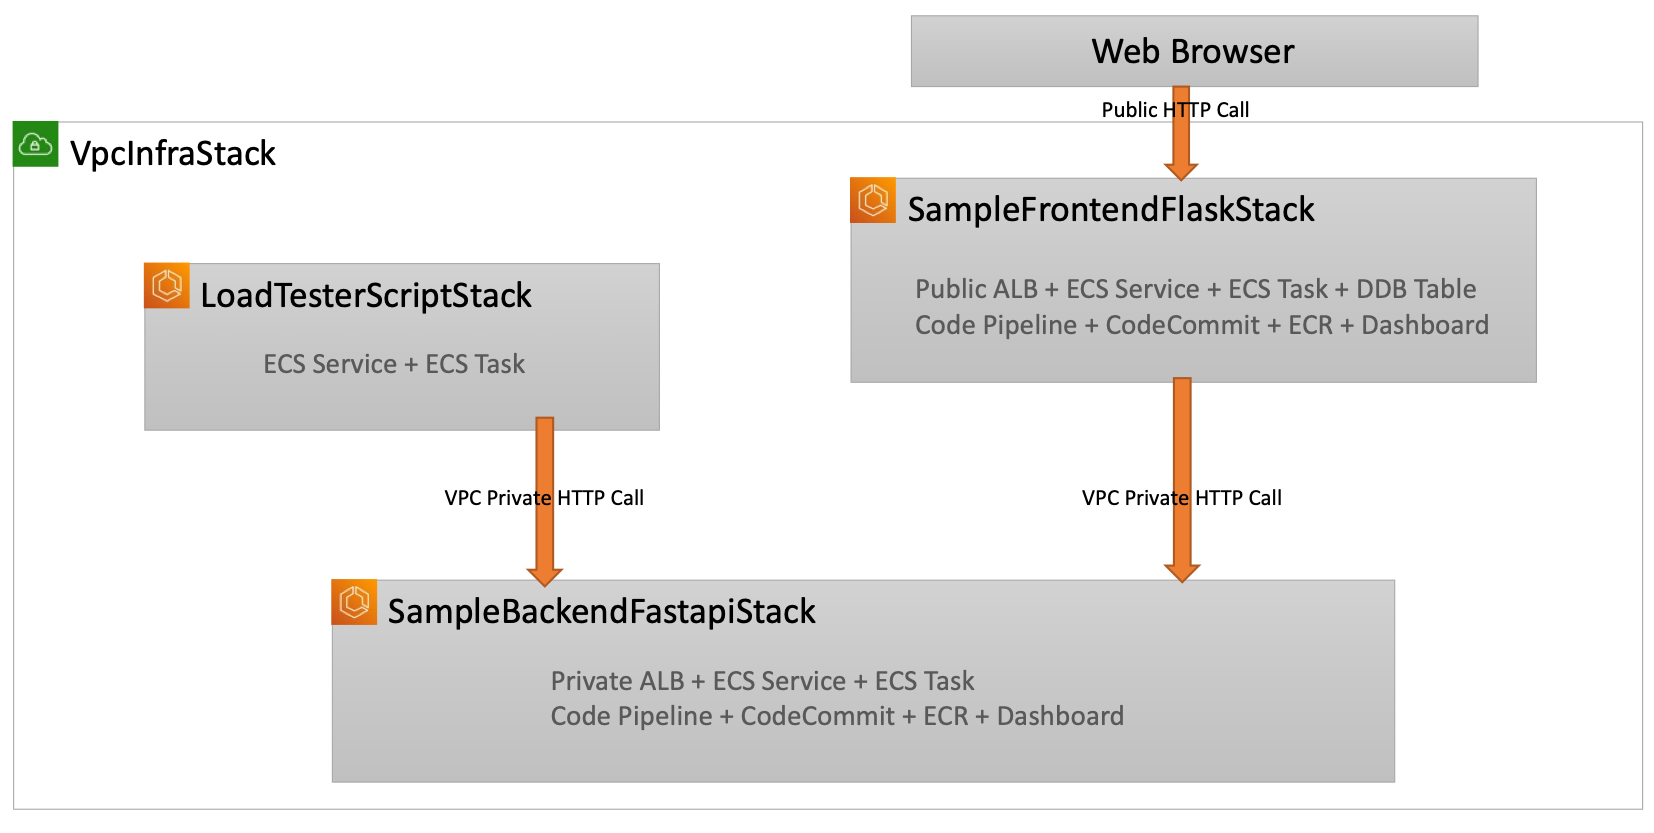 Web Browser
Public HTTP Call
VpcInfraStack
SampleFrontendFlaskStack
Public ALB + ECS Service + ECS Task + DDB Table
Code Pipeline + CodeCommit + ECR + Dashboard
LoadTesterScriptStack
ECS Service + ECS Task
VPC Private HTTP Call
VPC Private HTTP Call
SampleBackendFastapiStack
Private ALB + ECS Service + ECS Task
Code Pipeline + CodeCommit + ECR + Dashboard